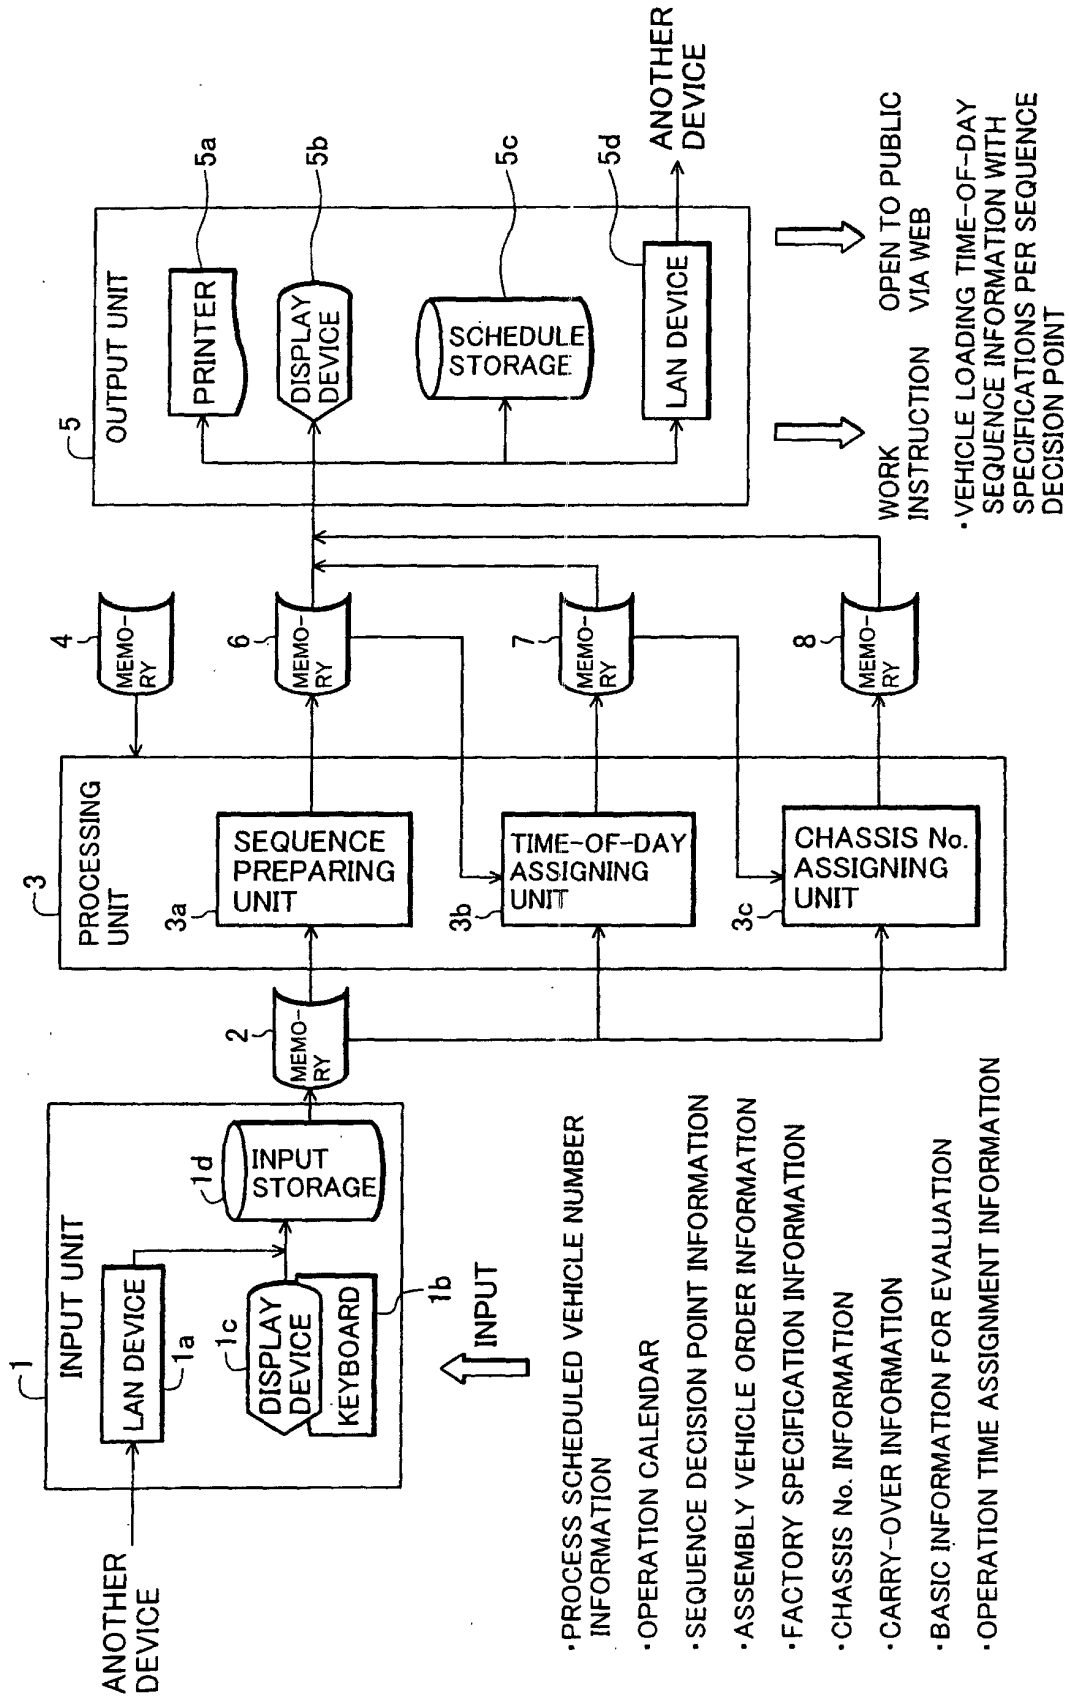 ANOTHER
DEVICE
1
INPUT UNIT
LAN DEVICE
1a
1c
DISPLAY
DEVICE
KEYBOARD
1b
INPUT
1d
INPUT
STORAGE
2
MEMO-
RY
3
PROCESSING
UNIT
3a
SEQUENCE
PREPARING
UNIT
3b
TIME-OF-DAY
ASSIGNING
UNIT
3c
CHASSIS No.
ASSIGNING
UNIT
4
MEMO-
RY
6
MEMO-
RY
7
MEMO-
RY
8
MEMO-
RY
5
OUTPUT UNIT
PRINTER
5a
DISPLAY
DEVICE
5b
SCHEDULE
STORAGE
5c
LAN DEVICE
5d
ANOTHER
DEVICE
・PROCESS SCHEDULED VEHICLE NUMBER
INFORMATION
・OPERATION CALENDAR
・SEQUENCE DECISION POINT INFORMATION
・ASSEMBLY VEHICLE ORDER INFORMATION
・FACTORY SPECIFICATION INFORMATION
・CHASSIS No. INFORMATION
・CARRY-OVER INFORMATION
・BASIC INFORMATION FOR EVALUATION
・OPERATION TIME ASSIGNMENT INFORMATION
WORK
INSTRUCTION
OPEN TO PUBLIC
VIA WEB
・VEHICLE LOADING TIME-OF-DAY
SEQUENCE INFORMATION WITH
SPECIFICATIONS PER SEQUENCE
DECISION POINT